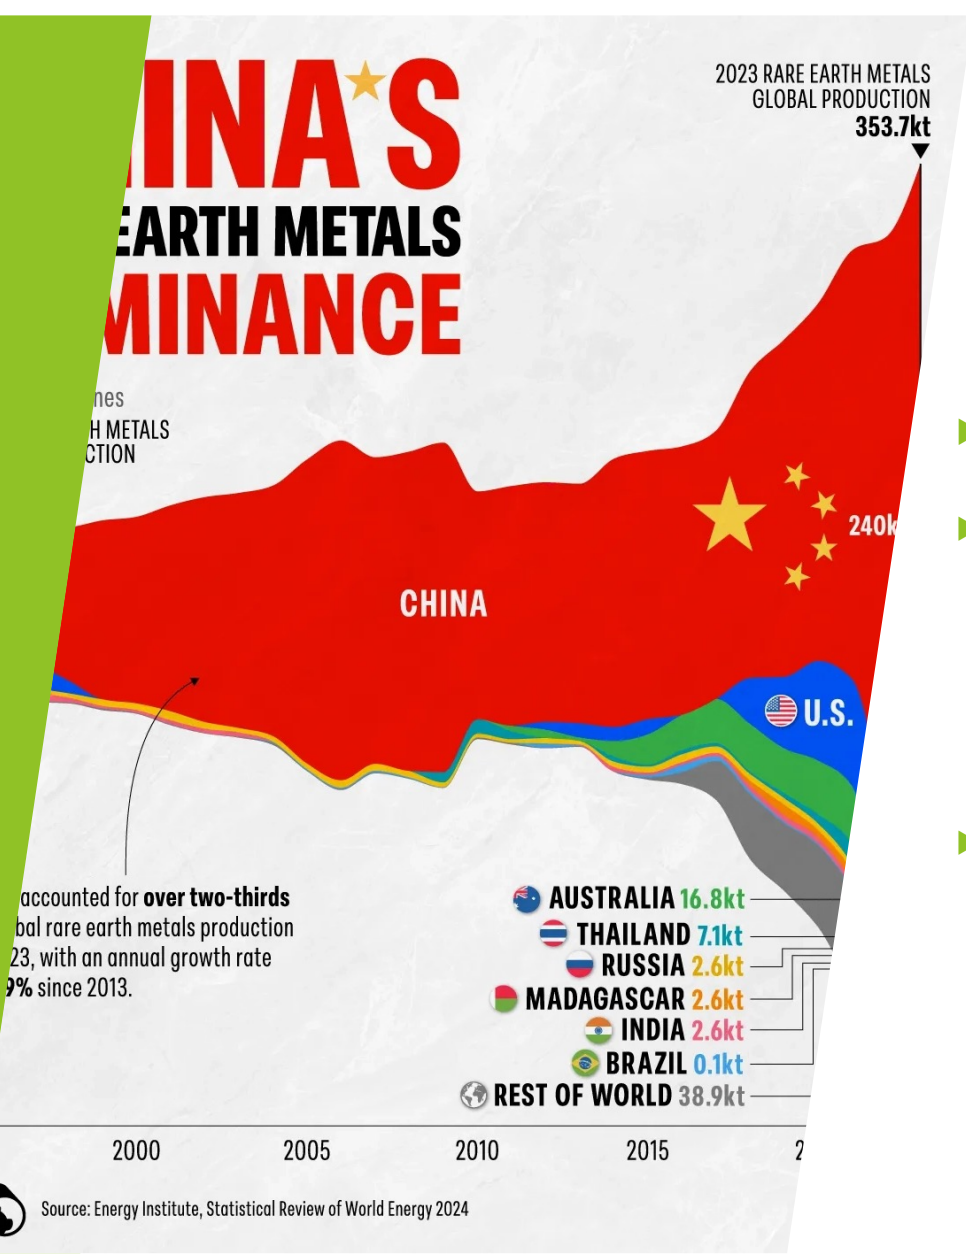 INA'S
EARTH METALS
MINANCE
2023 RARE EARTH METALS
GLOBAL PRODUCTION
353.7kt
nes
H METALS
CTION
240k
CHINA
U.S.
accounted for over two-thirds
bal rare earth metals production
23, with an annual growth rate
9% since 2013.
AUSTRALIA 16.8kt
THAILAND 7.1kt
RUSSIA 2.6kt
MADAGASCAR 2.6kt
INDIA 2.6kt
BRAZIL 0.1kt
REST OF WORLD 38.9kt
2000 2005 2010 2015 2
Source: Energy Institute, Statistical Review of World Energy 2024